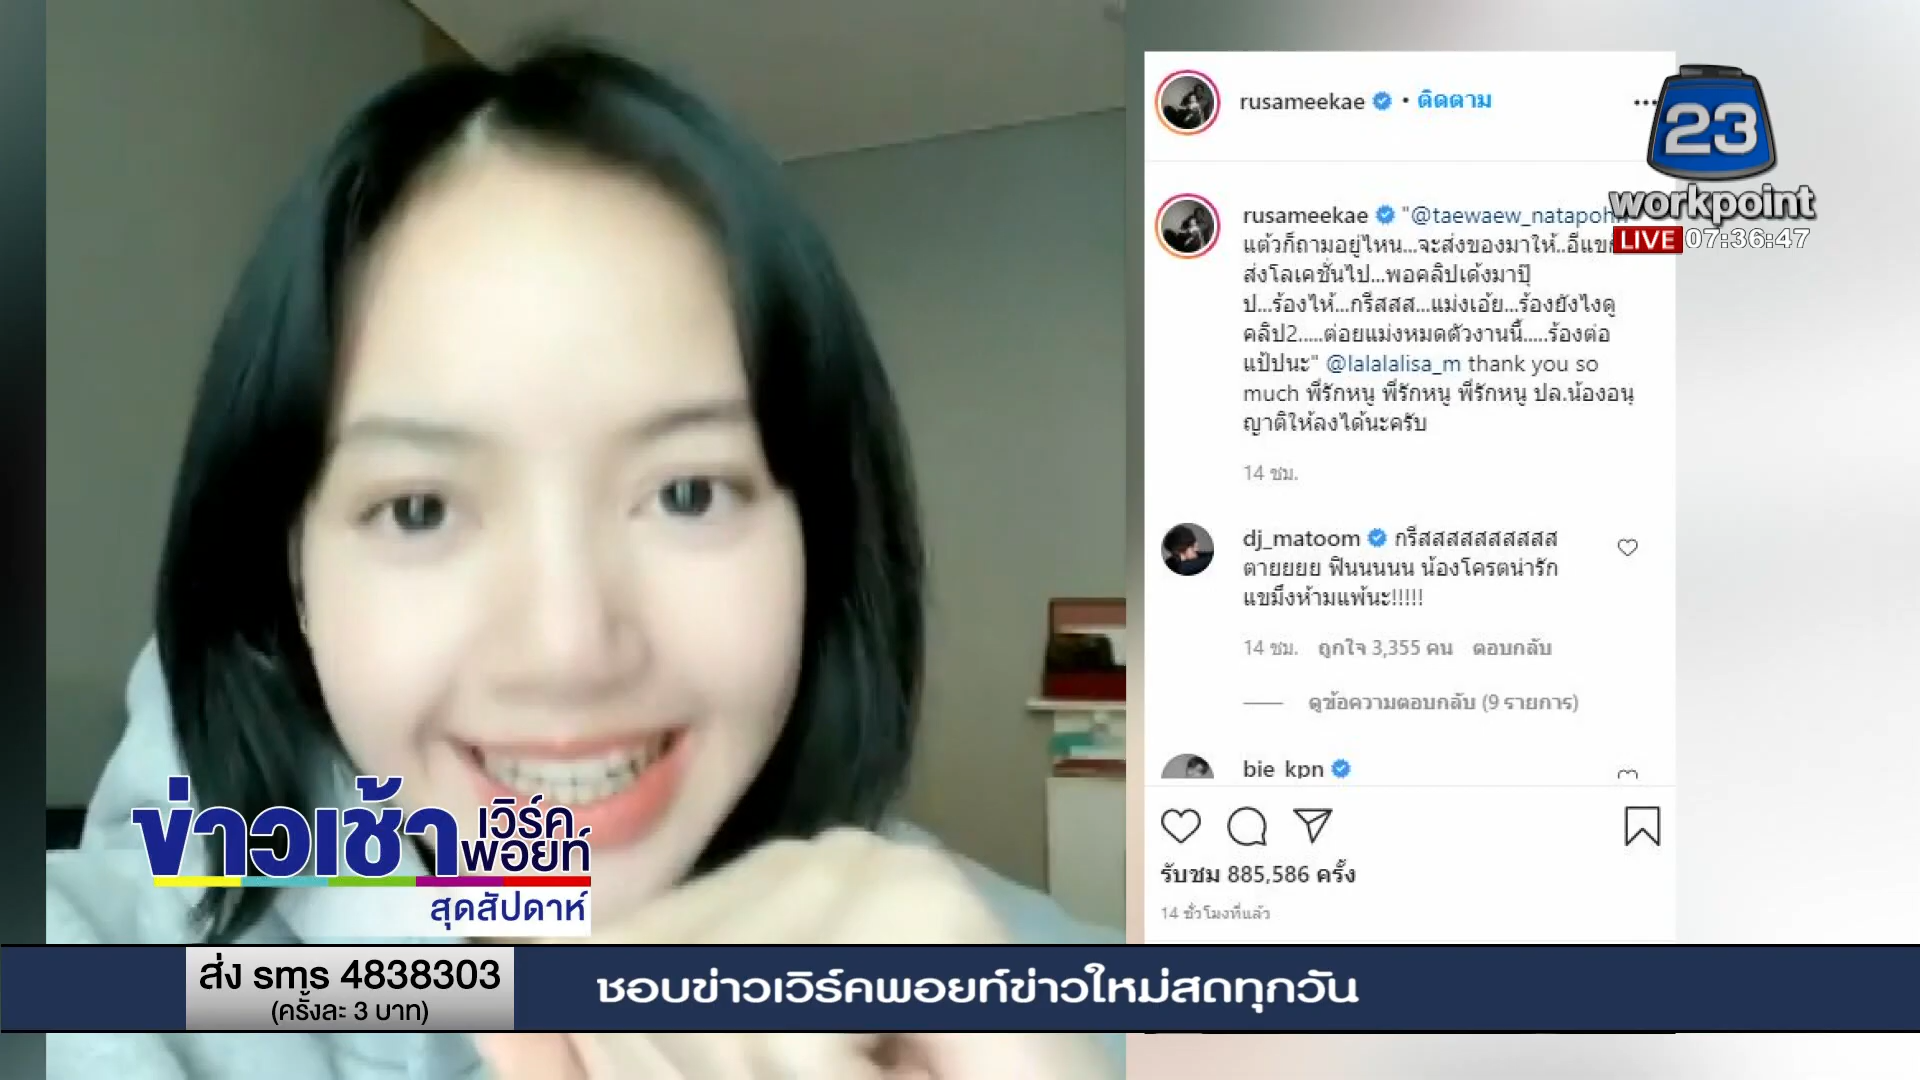 rusameekae • ติดตาม
23
workpoint
LIVE 07:36:47
rusameekae "@taewaew_natapohn
แต้วก็ถามอยู่ไหน...จะส่งของมาให้..อีแขก
ส่งโลเคชั่นไป...พอคลิปเด้งมาปุ๊
ป...ร้องไห้...กรี๊สสส...แม่งเอ้ย...ร้องยังไงดู
คลิป2.....ต่อยแม่งหมดตัวงานนี้.....ร้องต่อ
แป้ปนะ" @lalalalisa_m thank you so
much พี่รักหนู พี่รักหนู พี่รักหนู ปล.น้องอนุ
ญาติให้ลงได้นะครับ
14 ชม.
dj_matoom กรี๊สสสสสสสสสส
ตายยยย ฟินนนนน น้องโครตน่ารัก
แขมึงห้ามแพ้นะ!!!!!
14 ชม. ถูกใจ 3,355 คน ตอบกลับ
ดูข้อความตอบกลับ (9 รายการ)
bie_kpn
รับชม 885,586 ครั้ง
14 ชั่วโมงที่แล้ว
ข่าวเช้า เวิร์คพอยท์
สุดสัปดาห์
ส่ง sms 4838303
(ครั้งละ 3 บาท)
ชอบข่าวเวิร์คพอยท์ข่าวใหม่สดทุกวัน